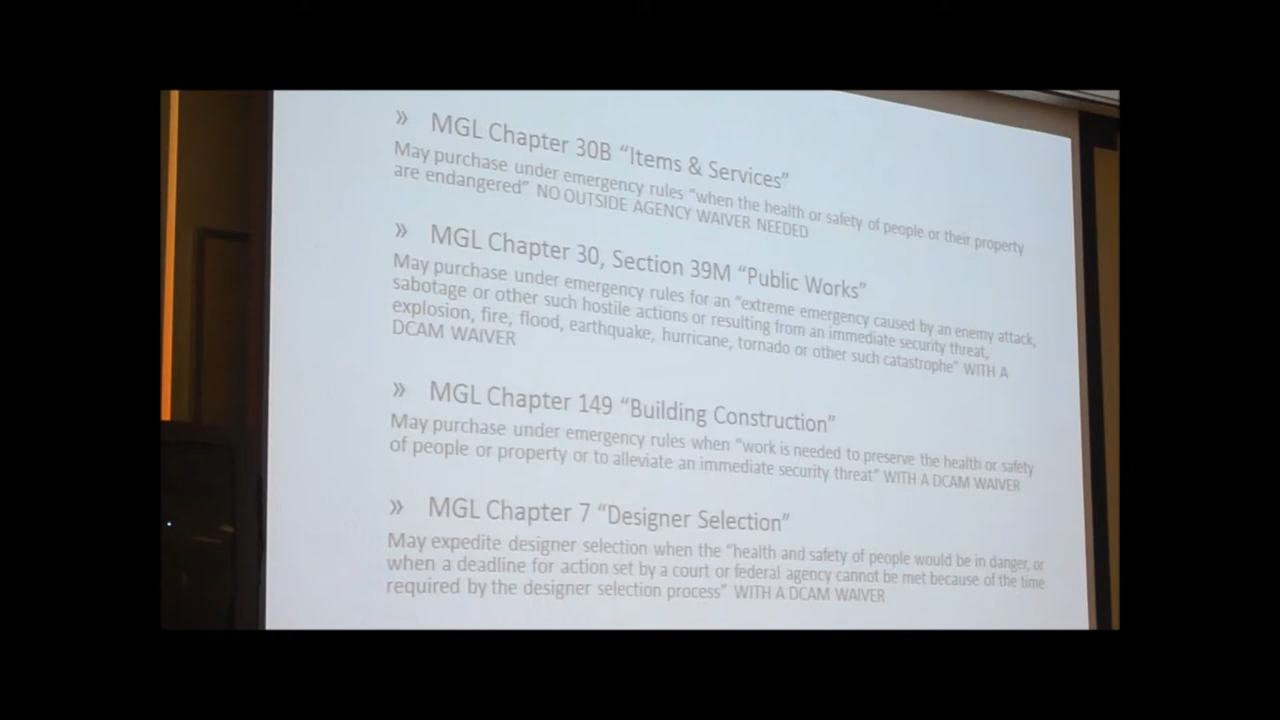 » MGL Chapter 30B “Items & Services”
May purchase under emergency rules “when the health or safety of people or their property
are endangered” NO OUTSIDE AGENCY WAIVER NEEDED
» MGL Chapter 30, Section 39M “Public Works”
May purchase under emergency rules for an “extreme emergency caused by an enemy attack,
sabotage or other such hostile actions or resulting from an immediate security threat,
explosion, fire, flood, earthquake, hurricane, tornado or other such catastrophe” WITH A
DCAM WAIVER
» MGL Chapter 149 “Building Construction”
May purchase under emergency rules when “work is needed to preserve the health or safety
of people or property or to alleviate an immediate security threat” WITH A DCAM WAIVER
» MGL Chapter 7 “Designer Selection”
May expedite designer selection when the “health and safety of people would be in danger, or
when a deadline for action set by a court or federal agency cannot be met because of the time
required by the designer selection process” WITH A DCAM WAIVER